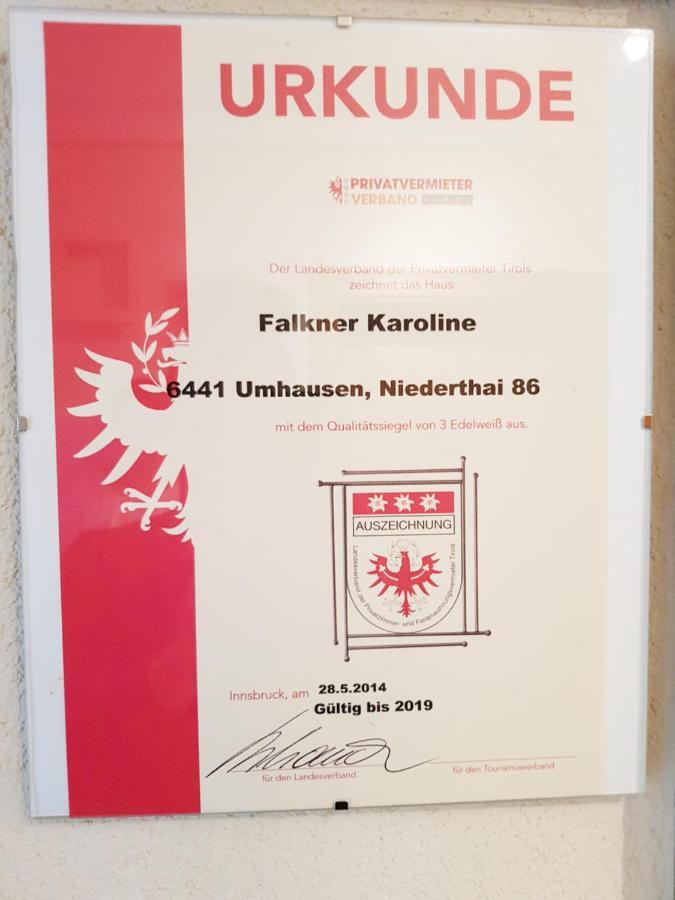 URKUNDE
PRIVATVERMIETER
VERBAND TIROL
Der Landesverband der Privatvermieter Tirols
zeichnet das Haus
Falkner Karoline
6441 Umhausen, Niederthai 86
mit dem Qualitätssiegel von 3 Edelweiß aus.
AUSZEICHNUNG
Landesverband der Privatzimmer- und Ferienwohnungsvermieter Tirols
Innsbruck, am 28.5.2014
Gültig bis 2019
für den Landesverband
für den Tourismusverband